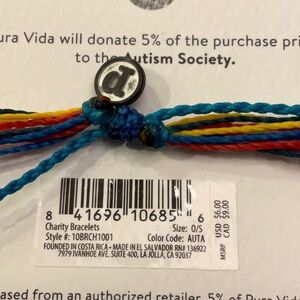 ura Vida will donate 5% of the purchase pri
to the Autism Society.
p
8 41696 10685 6
Charity Bracelets Size: O/S
Style #: 10BRCH1001 Color Code: AUTA
FOUNDED IN COSTA RICA • MADE IN EL SALVADOR RN# 136922
7979 IVANHOE AVE. SUITE 400, LA JOLLA, CA 92037
MSRP
USD $6.00
CAD $9.00
ased from an authorized retailer, 5% of Pura Vid